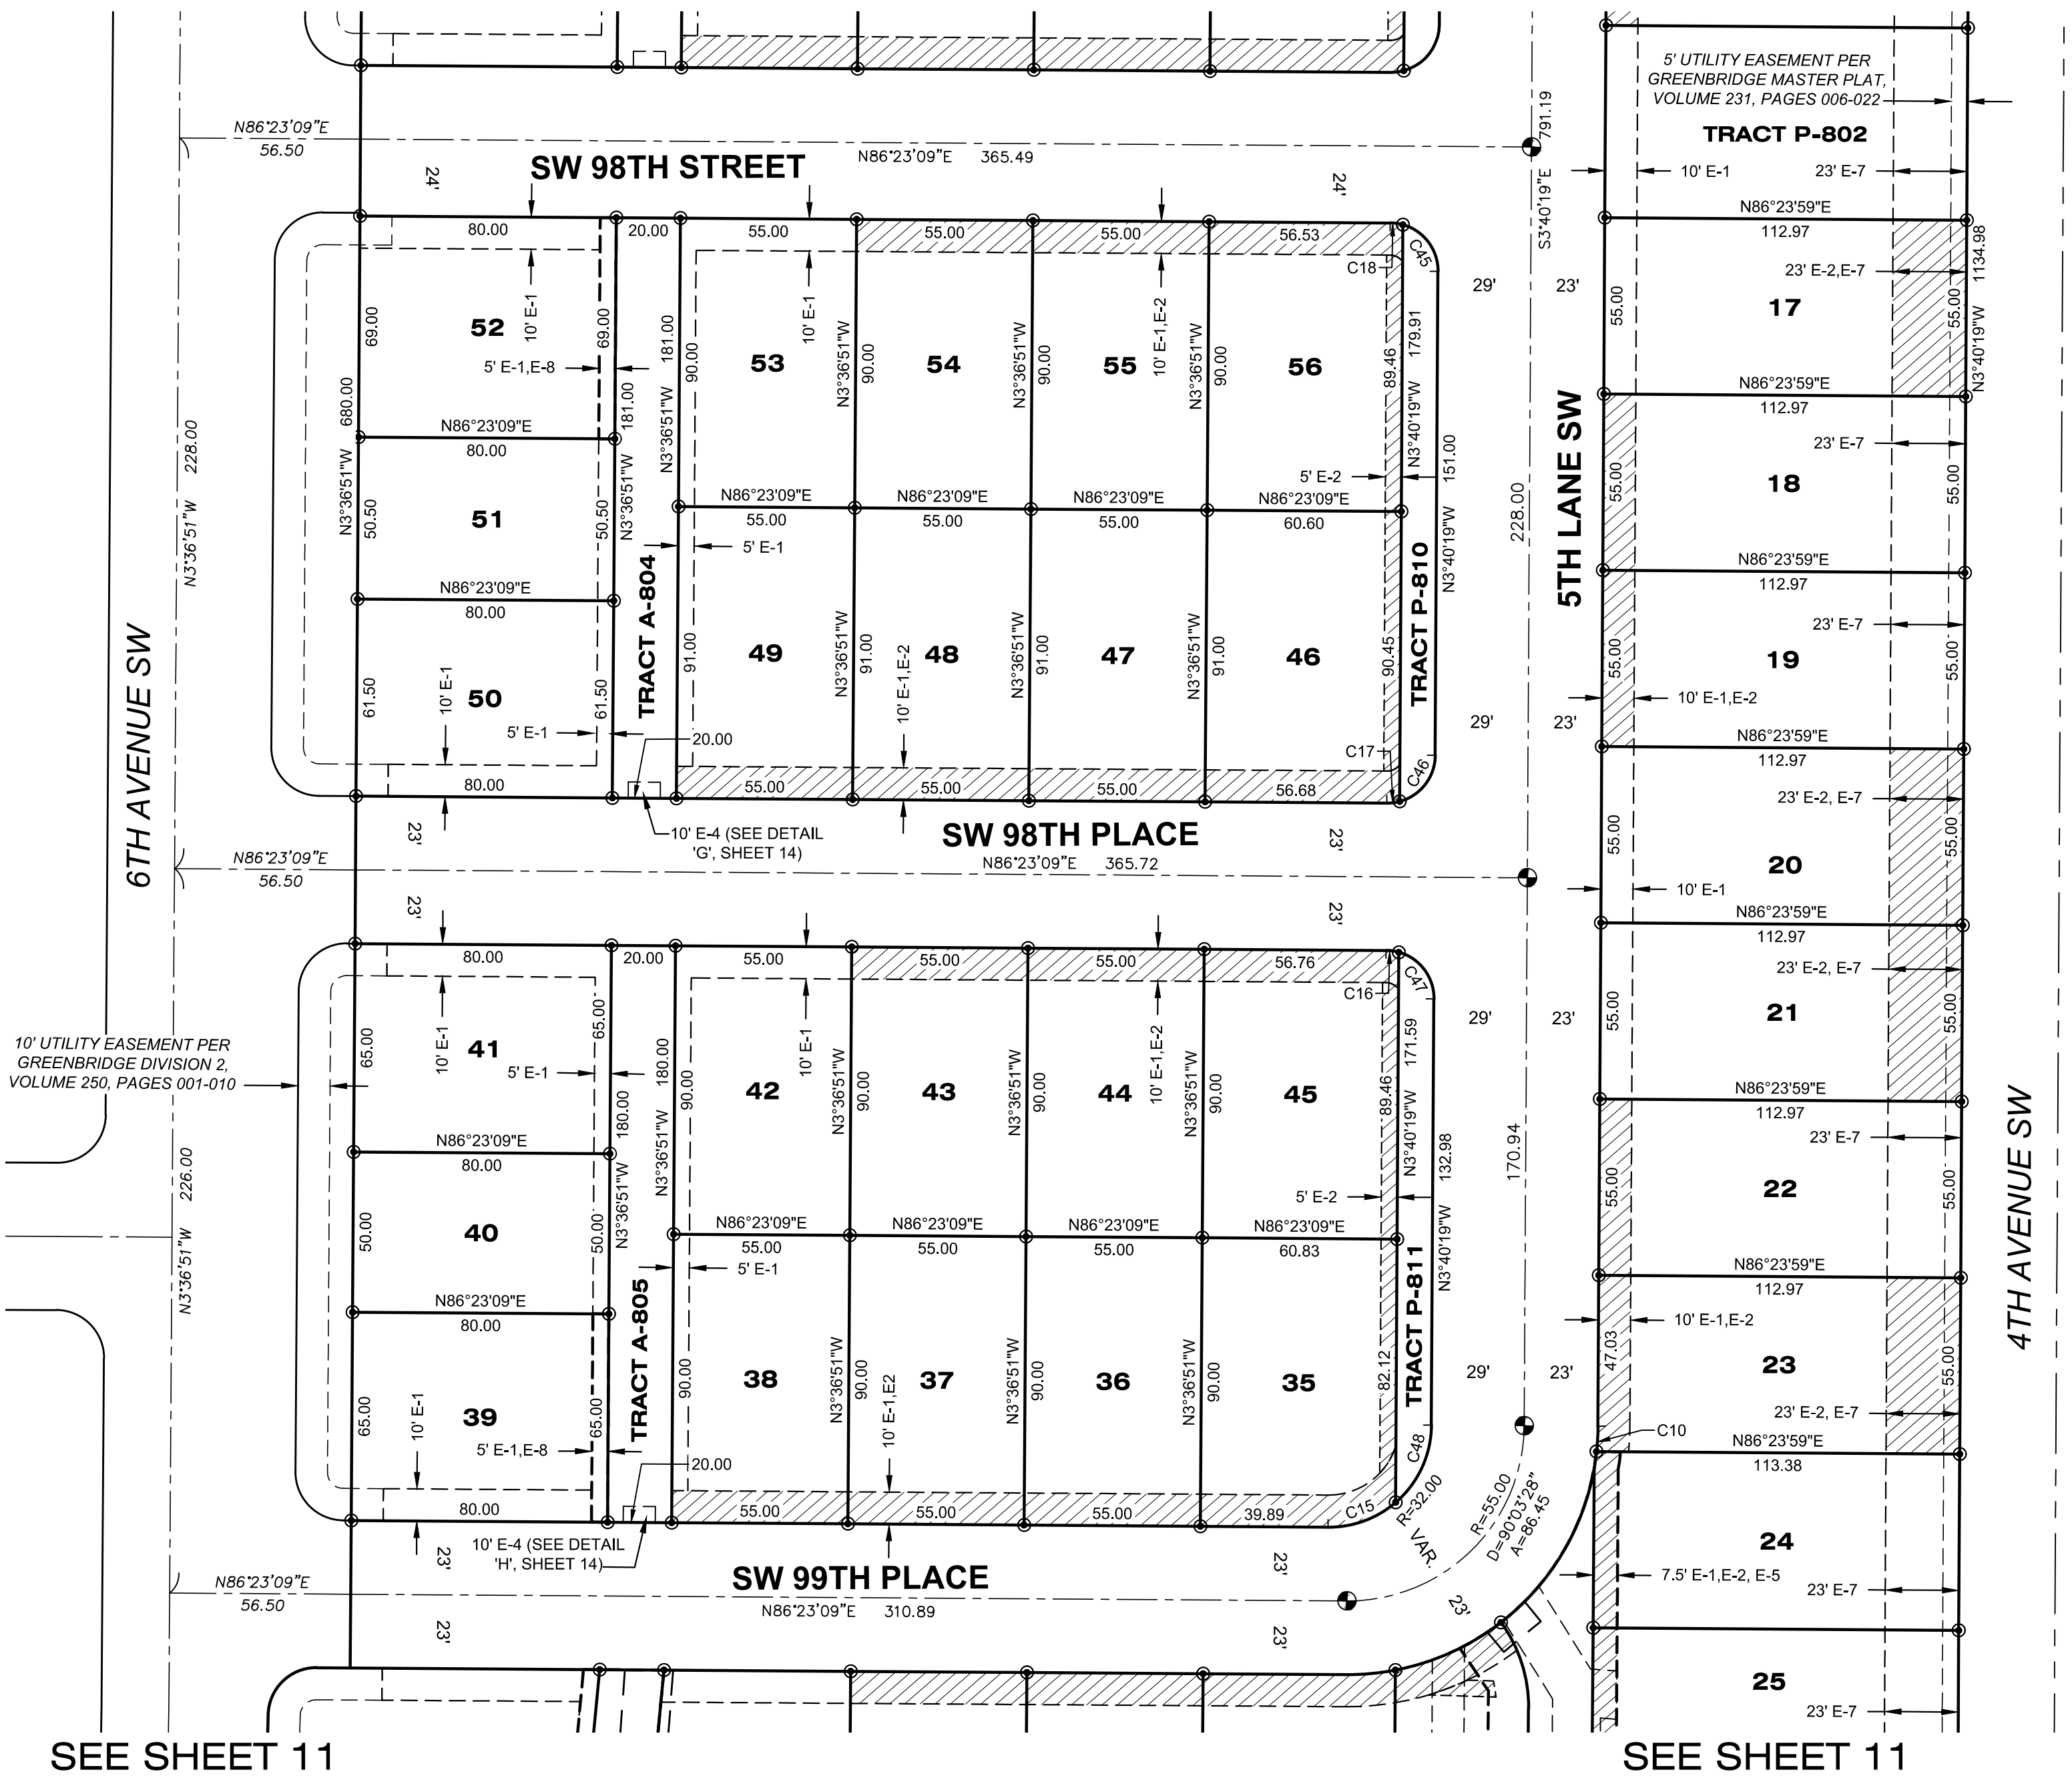 5' UTILITY EASEMENT PER
GREENBRIDGE MASTER PLAT,
VOLUME 231, PAGES 006-022
TRACT P-802
10' E-1
23' E-7
N86°23'09"E
56.50
SW 98TH STREET
N86°23'09"E 365.49
S3°40'19"E 791.19
24'
24'
80.00
20.00
55.00
55.00
55.00
56.53
C45
C18
10' E-1
10' E-1
10' E-1,E-2
52
69.00
69.00
5' E-1,E-8
53
54
55
56
181.00
90.00
N3°36'51"W
90.00
N3°36'51"W
90.00
N3°36'51"W
90.00
89.46
179.91
N3°40'19"W
29'
23'
680.00
N3°36'51"W
N3°36'51"W 228.00
N86°23'09"E
80.00
181.00
N3°36'51"W
N3°36'51"W
51
50.50
50.50
5' E-2
151.00
N3°40'19"W
228.00
N86°23'09"E
55.00
N86°23'09"E
55.00
N86°23'09"E
55.00
N86°23'09"E
60.60
5' E-1
N86°23'09"E
80.00
TRACT A-804
TRACT P-810
5TH LANE SW
6TH AVENUE SW
50
61.50
61.50
10' E-1
5' E-1
49
48
47
46
91.00
N3°36'51"W
91.00
N3°36'51"W
91.00
N3°36'51"W
91.00
90.45
10' E-1,E-2
29'
23'
C17
C46
20.00
80.00
55.00
55.00
55.00
56.68
10' E-4 (SEE DETAIL
'G', SHEET 14)
23'
SW 98TH PLACE
23'
N86°23'09"E
56.50
N86°23'09"E 365.72
23'
23'
80.00
20.00
55.00
55.00
55.00
56.76
C47
C16
10' E-1
10' E-1
10' E-1,E-2
10' UTILITY EASEMENT PER
GREENBRIDGE DIVISION 2,
VOLUME 250, PAGES 001-010
41
65.00
65.00
5' E-1
42
43
44
45
180.00
90.00
N3°36'51"W
90.00
N3°36'51"W
90.00
N3°36'51"W
90.00
89.46
171.59
N3°40'19"W
29'
23'
170.94
N86°23'09"E
80.00
180.00
N3°36'51"W
N3°36'51"W
N3°36'51"W 226.00
40
50.00
50.00
5' E-2
132.98
N3°40'19"W
N86°23'09"E
55.00
N86°23'09"E
55.00
N86°23'09"E
55.00
N86°23'09"E
60.83
5' E-1
N86°23'09"E
80.00
TRACT A-805
TRACT P-811
39
65.00
65.00
10' E-1
5' E-1,E-8
38
37
36
35
90.00
N3°36'51"W
90.00
N3°36'51"W
90.00
N3°36'51"W
90.00
82.12
10' E-1,E2
29'
23'
C48
C15
R=32.00
VAR.
R=55.00
D=90°03'28"
A=86.45
20.00
80.00
55.00
55.00
55.00
39.89
10' E-4 (SEE DETAIL
'H', SHEET 14)
23'
SW 99TH PLACE
23'
N86°23'09"E
56.50
N86°23'09"E 310.89
23'
23'
23'
N86°23'59"E
112.97
23' E-2,E-7
17
55.00
55.00
1134.98
N3°40'19"W
N86°23'59"E
112.97
23' E-7
18
55.00
55.00
N86°23'59"E
112.97
23' E-7
19
55.00
55.00
10' E-1,E-2
N86°23'59"E
112.97
23' E-2, E-7
20
55.00
55.00
10' E-1
N86°23'59"E
112.97
23' E-2, E-7
21
55.00
55.00
N86°23'59"E
112.97
23' E-7
22
55.00
55.00
4TH AVENUE SW
N86°23'59"E
112.97
10' E-1,E-2
23
47.03
55.00
23' E-2, E-7
C10
N86°23'59"E
113.38
24
7.5' E-1,E-2, E-5
23' E-7
25
23' E-7
SEE SHEET 11
SEE SHEET 11